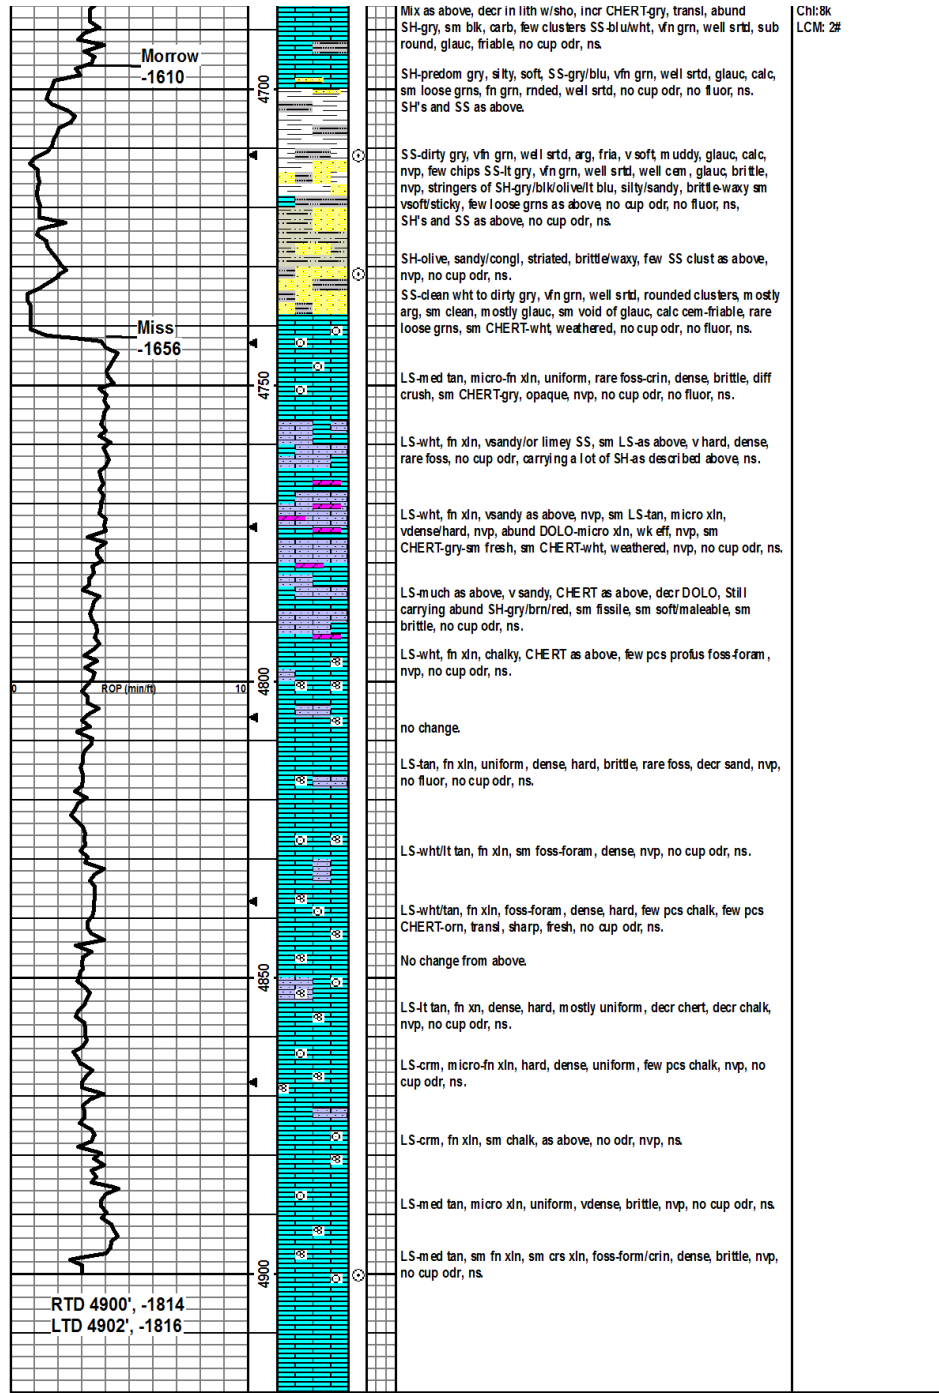 Mix as above, decr in lith w/sho, incr CHERT-gry, transl, abund
SH-gry, sm blk, carb, few clusters SS-blu/wht, vfn grn, well srtd, sub
round, glauc, friable, no cup odr, ns.
Chl:8k
LCM: 2#
Morrow
-1610
4700
SH-predom gry, silty, soft, SS-gry/blu, vfn grn, well srtd, glauc, calc,
sm loose grns, fn grn, rnded, well srtd, no cup odr, no fluor, ns.
SH's and SS as above.
SS-dirty gry, vfn grn, well srtd, arg, fria, v soft, muddy, glauc, calc,
nvp, few chips SS-lt gry, vfn grn, well srtd, well cem, glauc, brittle,
nvp, stringers of SH-gry/blk/olive/lt blu, silty/sandy, brittle-waxy sm
vsoft/sticky, few loose grns as above, no cup odr, no fluor, ns,
SH's and SS as above, no cup odr, ns.
SH-olive, sandy/congl, striated, brittle/waxy, few SS clust as above,
nvp, no cup odr, ns.
SS-clean wht to dirty gry, vfn grn, well srtd, rounded clusters, mostly
arg, sm clean, mostly glauc, sm void of glauc, calc cem-friable, rare
loose grns, sm CHERT-wht, weathered, no cup odr, no fluor, ns.
Miss
-1656
4750
LS-med tan, micro-fn xln, uniform, rare foss-crin, dense, brittle, diff
crush, sm CHERT-gry, opaque, nvp, no cup odr, no fluor, ns.
LS-wht, fn xln, vsandy/or limey SS, sm LS-as above, v hard, dense,
rare foss, no cup odr, carrying a lot of SH-as described above, ns.
LS-wht, fn xln, vsandy as above, nvp, sm LS-tan, micro xln,
vdense/hard, nvp, abund DOLO-micro xln, wk eff, nvp, sm
CHERT-gry-sm fresh, sm CHERT-wht, weathered, nvp, no cup odr, ns.
LS-much as above, v sandy, CHERT as above, decr DOLO, Still
carrying abund SH-gry/brn/red, sm fissile, sm soft/maleable, sm
brittle, no cup odr, ns.
LS-wht, fn xln, chalky, CHERT as above, few pcs profus foss-foram,
nvp, no cup odr, ns.
0 ROP (min/ft) 10
4800
no change.
LS-tan, fn xln, uniform, dense, hard, brittle, rare foss, decr sand, nvp,
no fluor, no cup odr, ns.
LS-wht/lt tan, fn xln, sm foss-foram, dense, nvp, no cup odr, ns.
LS-wht/tan, fn xln, foss-foram, dense, hard, few pcs chalk, few pcs
CHERT-orn, transl, sharp, fresh, no cup odr, ns.
No change from above.
4850
LS-lt tan, fn xn, dense, hard, mostly uniform, decr chert, decr chalk,
nvp, no cup odr, ns.
LS-crm, micro-fn xln, hard, dense, uniform, few pcs chalk, nvp, no
cup odr, ns.
LS-crm, fn xln, sm chalk, as above, no odr, nvp, ns.
LS-med tan, micro xln, uniform, vdense, brittle, nvp, no cup odr, ns.
LS-med tan, sm fn xln, sm crs xln, foss-form/crin, dense, brittle, nvp,
no cup odr, ns.
4900
RTD 4900', -1814
LTD 4902', -1816